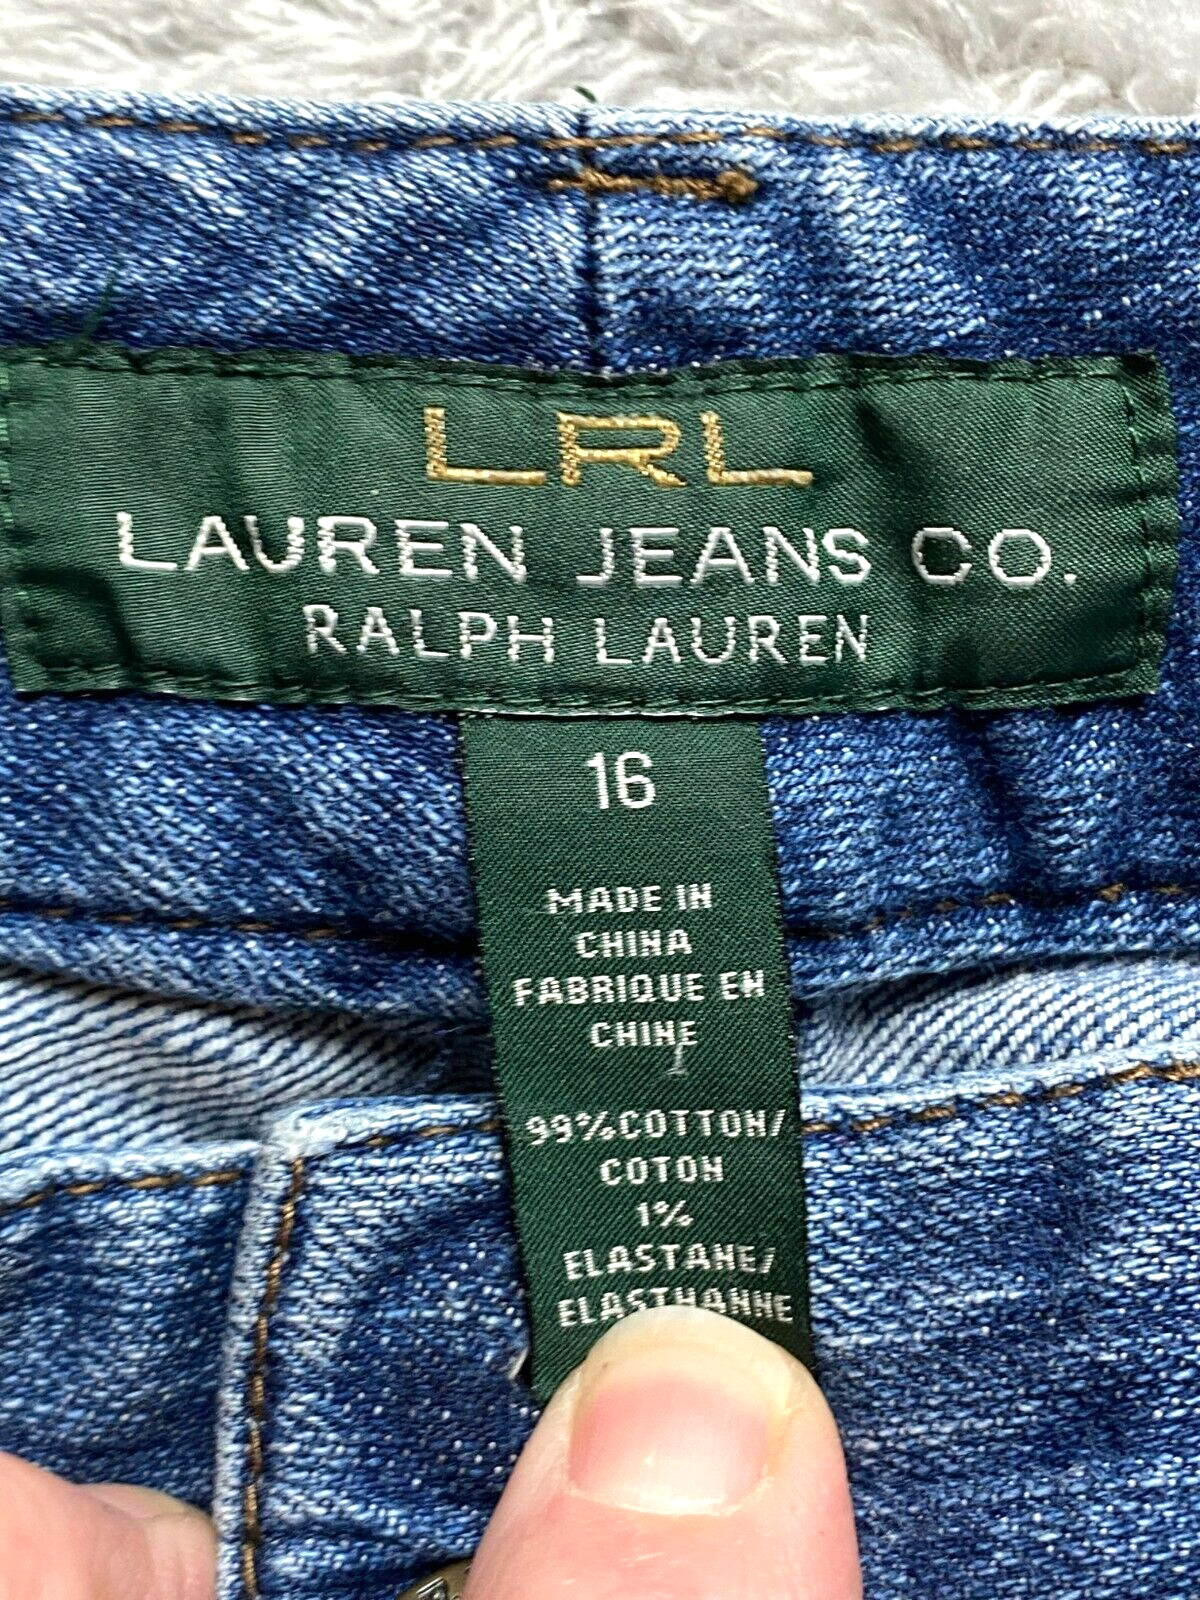 LRL
LAUREN JEANS CO.
RALPH LAUREN
16
MADE IN
CHINA
FABRIQUE EN
CHINE
1
99%COTTON/
COTON
1%
ELASTANE/
ELASTHANNE